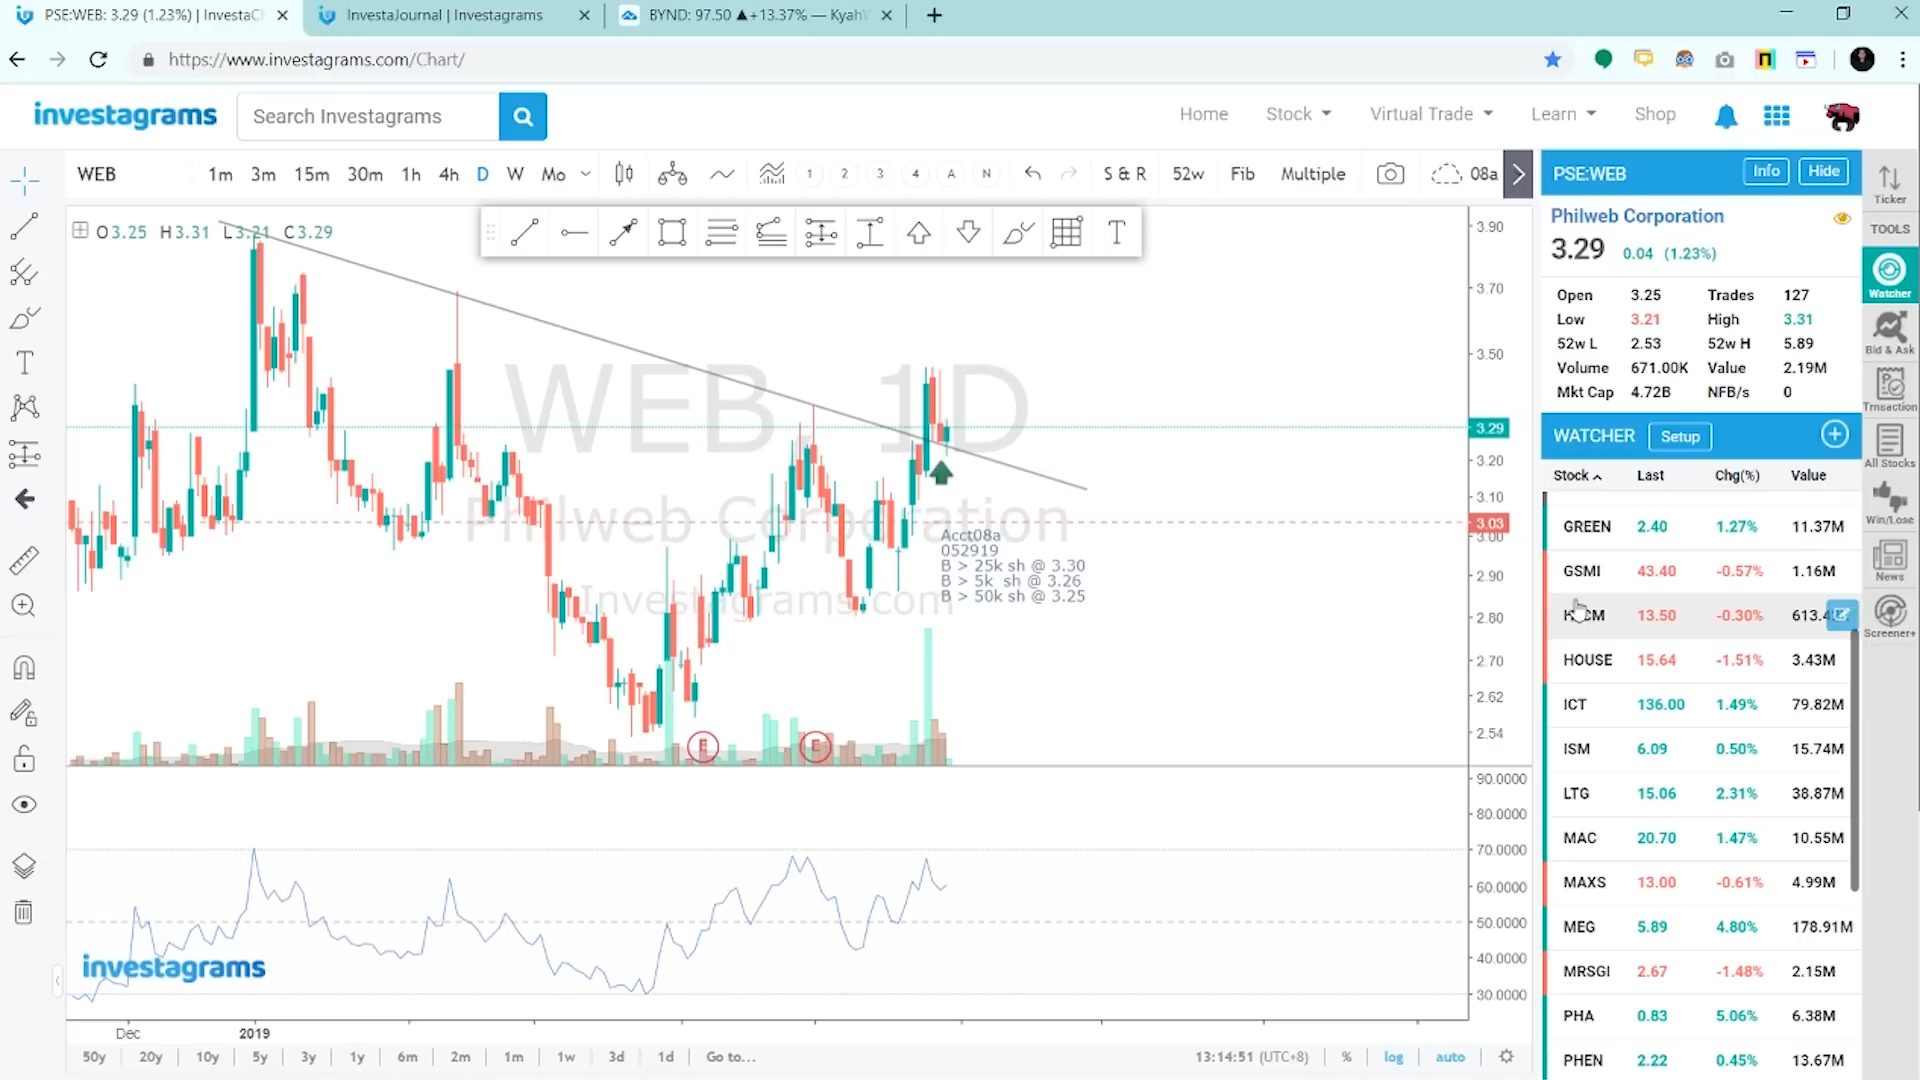 PSE:WEB: 3.29 (1.23%) | InvestaCh
InvestaJournal | Investagrams
BYND: 97.50 ▲+13.37% — KyahW
https://www.investagrams.com/Chart/
investagrams
Search Investagrams
Home
Stock
Virtual Trade
Learn
Shop
WEB
1m 3m 15m 30m 1h 4h D W Mo
1 2 3 4 A N
S & R 52w Fib Multiple 08a
O3.25 H3.31 L3.21 C3.29
WEB, 1D
Philweb Corporation
Investagrams.com
Acct08a
052919
B > 25k sh @ 3.30
B > 5k sh @ 3.26
B > 50k sh @ 3.25
E
E
3.90
3.70
3.50
3.29
3.20
3.10
3.03
3.00
2.90
2.80
2.70
2.62
2.54
90.0000
80.0000
70.0000
60.0000
50.0000
40.0000
30.0000
investagrams
Dec 2019
50y 20y 10y 5y 3y 1y 6m 2m 1m 1w 3d 1d Go to...
13:14:51 (UTC+8) % log auto
PSE:WEB Info Hide
Philweb Corporation
3.29 0.04 (1.23%)
Open 3.25 Trades 127
Low 3.21 High 3.31
52w L 2.53 52w H 5.89
Volume 671.00K Value 2.19M
Mkt Cap 4.72B NFB/s 0
WATCHER Setup
Stock Last Chg(%) Value
GREEN 2.40 1.27% 11.37M
GSMI 43.40 -0.57% 1.16M
13.50 -0.30%
HOUSE 15.64 -1.51% 3.43M
ICT 136.00 1.49% 79.82M
ISM 6.09 0.50% 15.74M
LTG 15.06 2.31% 38.87M
MAC 20.70 1.47% 10.55M
MAXS 13.00 -0.61% 4.99M
MEG 5.89 4.80% 178.91M
MRSGI 2.67 -1.48% 2.15M
PHA 0.83 5.06% 6.38M
PHEN 2.22 0.45% 13.67M
Ticker
TOOLS
Watcher
Bid & Ask
Trnsaction
All Stocks
Win/Lose
News
Screener+